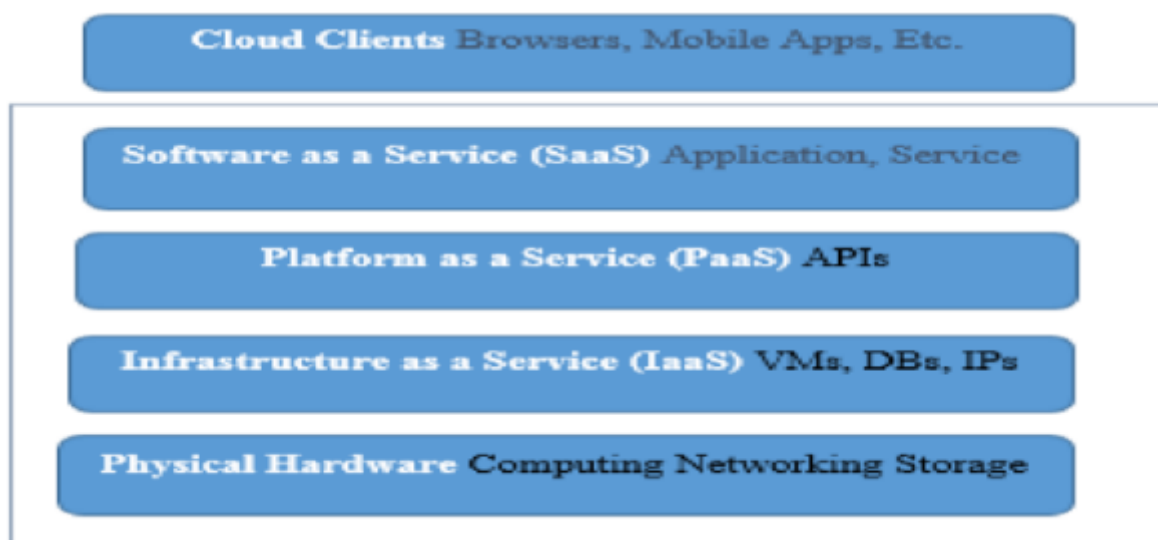 Cloud Clients Browsers, Mobile Apps, Etc.
Software as a Service (SaaS) Application, Service
Platform as a Service (PaaS) APIs
Infrastructure as a Service (IaaS) VMs, DBs, IPs
Physical Hardware Computing Networking Storage